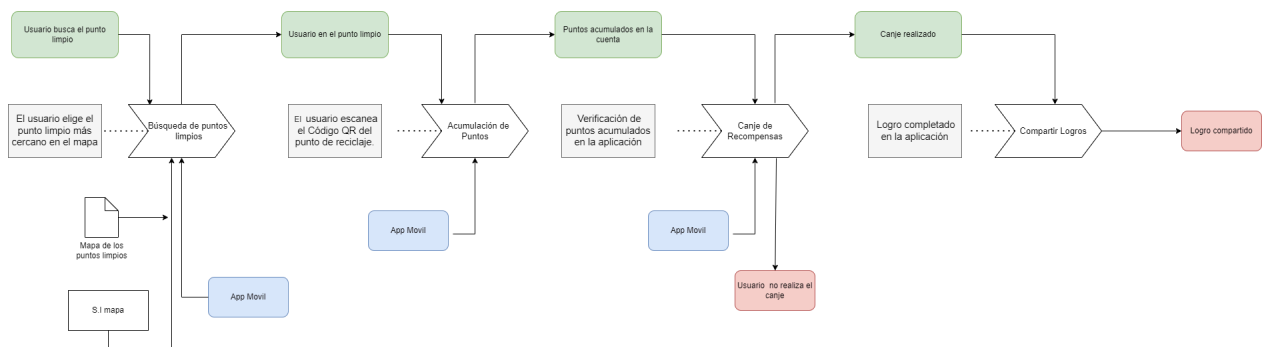 Usuario busca el punto
limpio
Usuario en el punto limpio
Puntos acumulados en la
cuenta
Canje realizado
El usuario elige el
punto limpio más
cercano en el mapa
Búsqueda de puntos
limpios
El usuario escanea
el Código QR del
punto de reciclaje.
Acumulación de
Puntos
Verificación de
puntos acumulados
en la aplicación
Canje de
Recompensas
Logro completado
en la aplicación
Compartir Logros
Logro compartido
Mapa de los
puntos limpios
App Movil
App Movil
App Movil
Usuario no realiza el
canje
S.I mapa